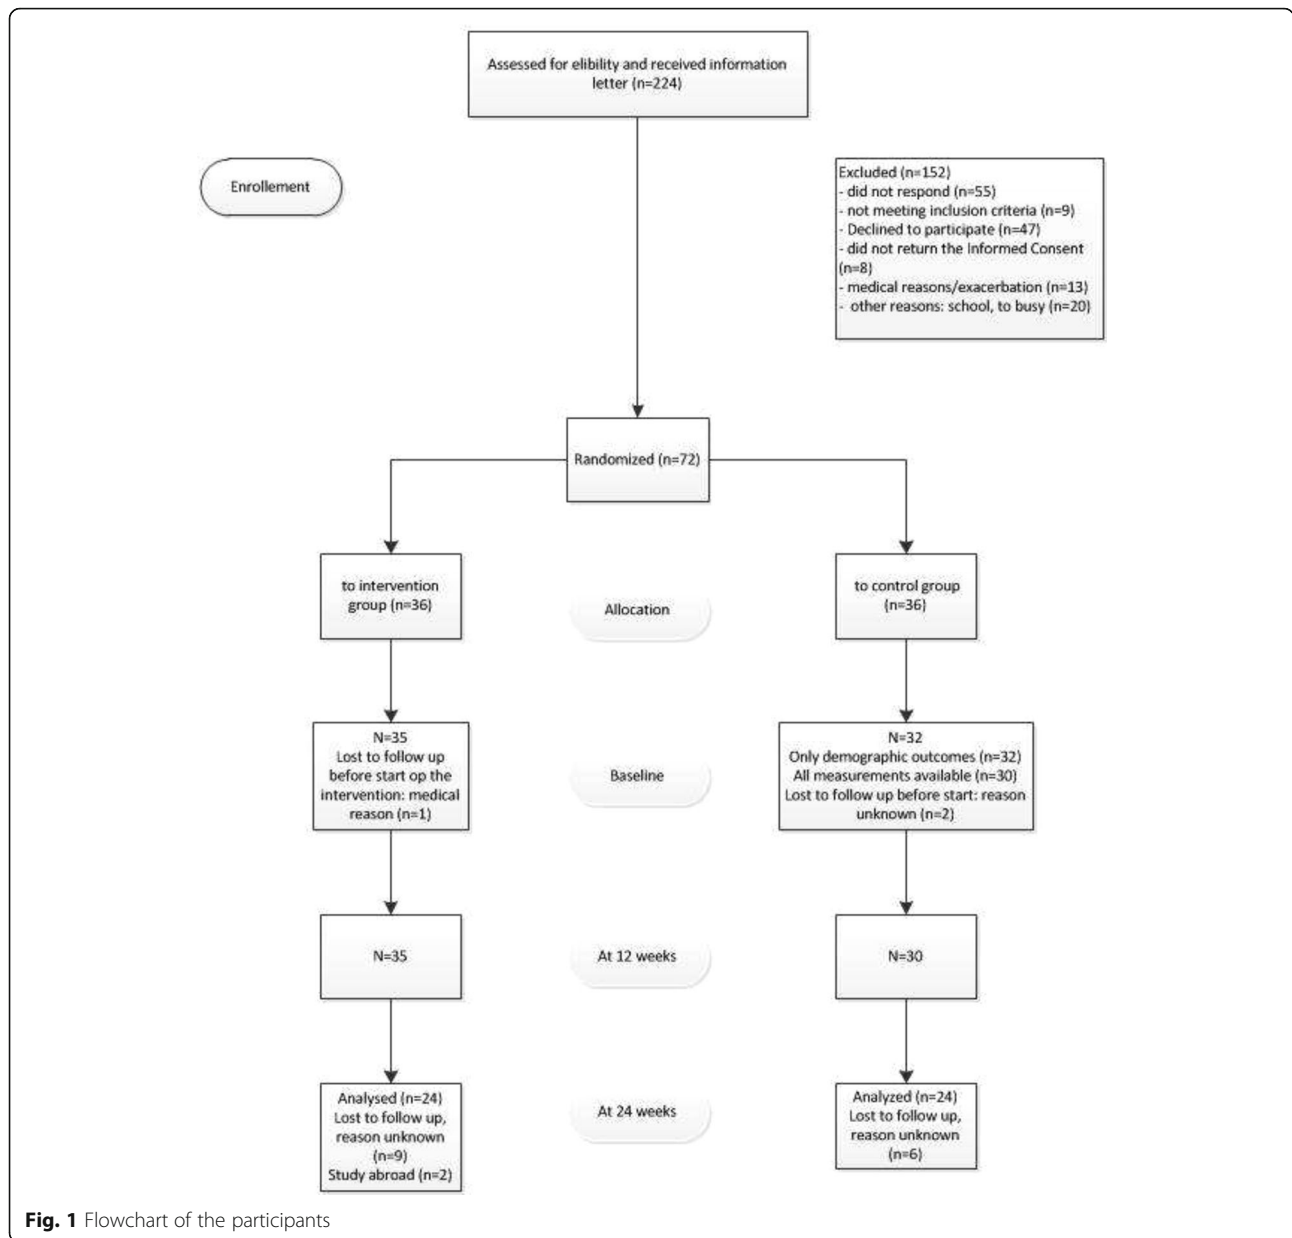 Assessed for elibility and received information
letter (n=224)
Enrollement
Excluded (n=152)
- did not respond (n=55)
- not meeting inclusion criteria (n=9)
- Declined to participate (n=47)
- did not return the Informed Consent
(n=8)
- medical reasons/exacerbation (n=13)
- other reasons: school, to busy (n=20)
Randomized (n=72)
to intervention
group (n=36)
Allocation
to control group
(n=36)
N=35
Lost to follow up
before start op the
intervention: medical
reason (n=1)
Baseline
N=32
Only demographic outcomes (n=32)
All measurements available (n=30)
Lost to follow up before start: reason
unknown (n=2)
N=35
At 12 weeks
N=30
Analysed (n=24)
Lost to follow up,
reason unknown
(n=9)
Study abroad (n=2)
At 24 weeks
Analyzed (n=24)
Lost to follow up,
reason unknown
(n=6)
Fig. 1 Flowchart of the participants